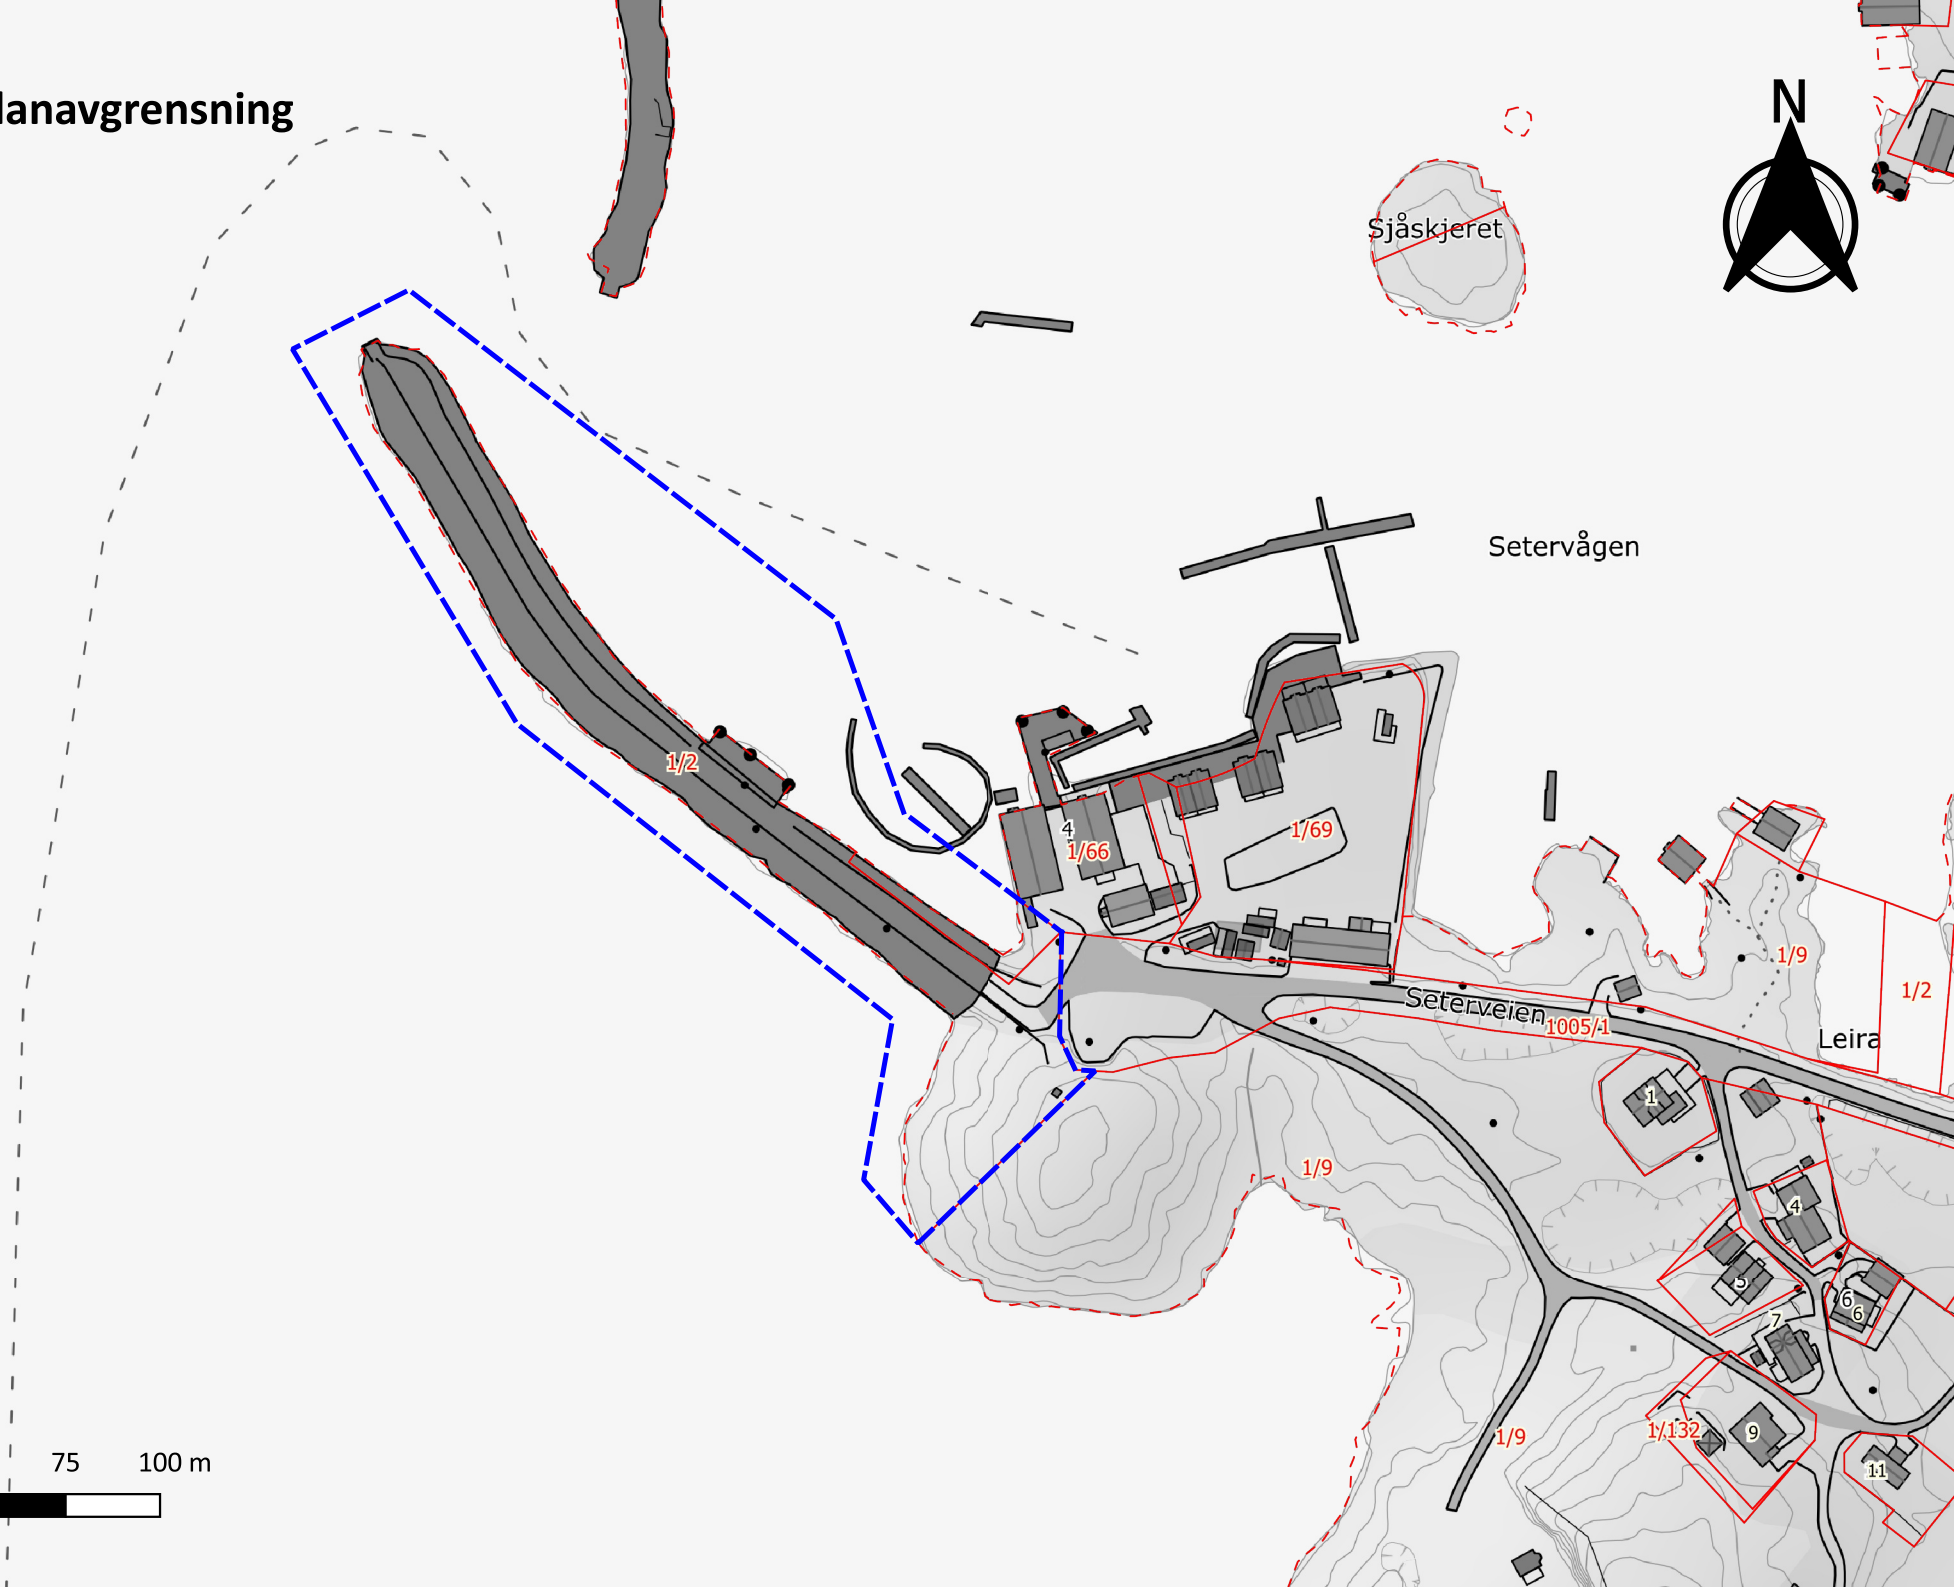 lanavgrensning
N
Sjåskjeret
Setervågen
1/2
4
1/66
1/69
1/9
1/2
Seterveien
1005/1
Leira
1
1/9
4
5
6
6
7
1/132
9
1/9
11
75 100 m